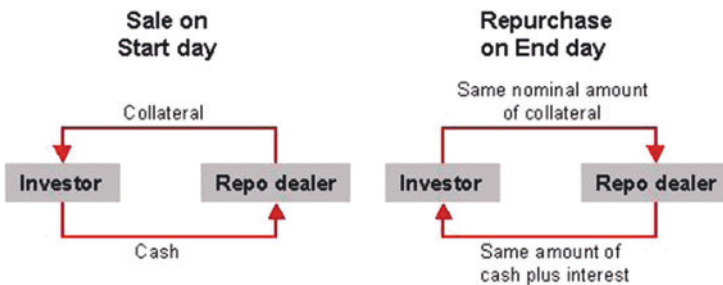 Sale on
Start day
Collateral
Investor
Repo dealer
Cash
Repurchase
on End day
Same nominal amount
of collateral
Investor
Repo dealer
Same amount of
cash plus interest